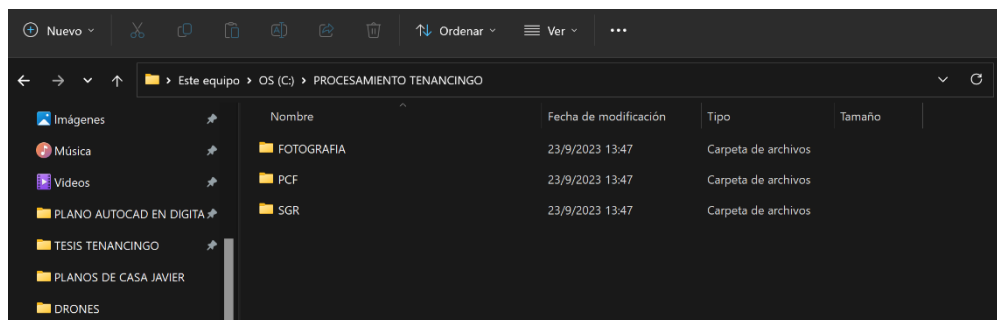 Nuevo
Ordenar
Ver
Este equipo > OS (C:) > PROCESAMIENTO TENANCINGO
Imágenes
Música
Videos
PLANO AUTOCAD EN DIGITA
TESIS TENANCINGO
PLANOS DE CASA JAVIER
DRONES
Nombre Fecha de modificación Tipo Tamaño
FOTOGRAFIA 23/9/2023 13:47 Carpeta de archivos
PCF 23/9/2023 13:47 Carpeta de archivos
SGR 23/9/2023 13:47 Carpeta de archivos